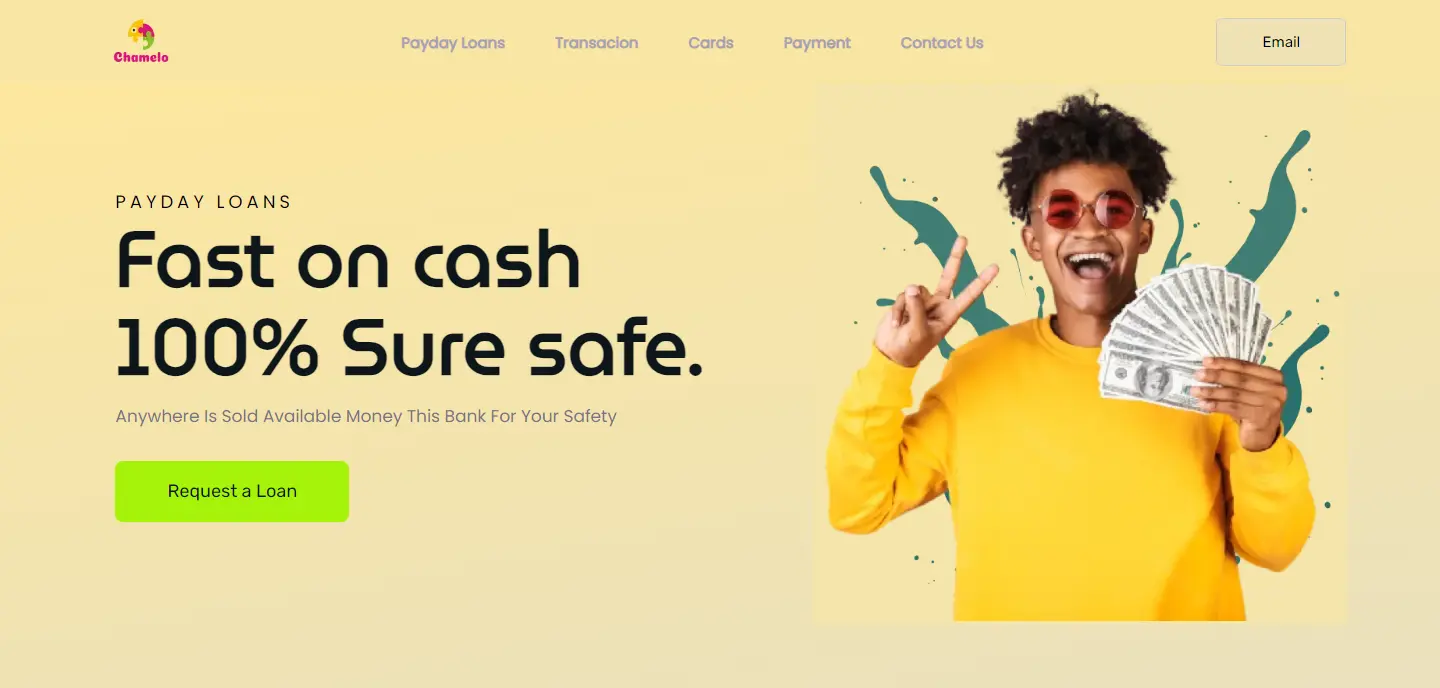 Chamelo
Payday Loans Transacion Cards Payment Contact Us
Email
PAYDAY LOANS
Fast on cash
100% Sure safe.
Anywhere Is Sold Available Money This Bank For Your Safety
Request a Loan